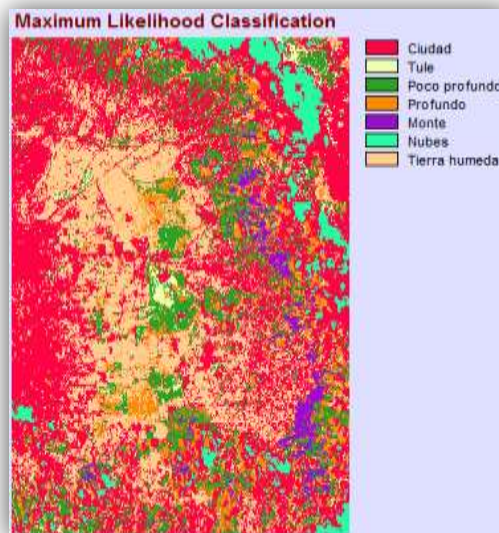 Maximum Likelihood Classification
Ciudad
Tule
Poco profundo
Profundo
Monte
Nubes
Tierra humeda